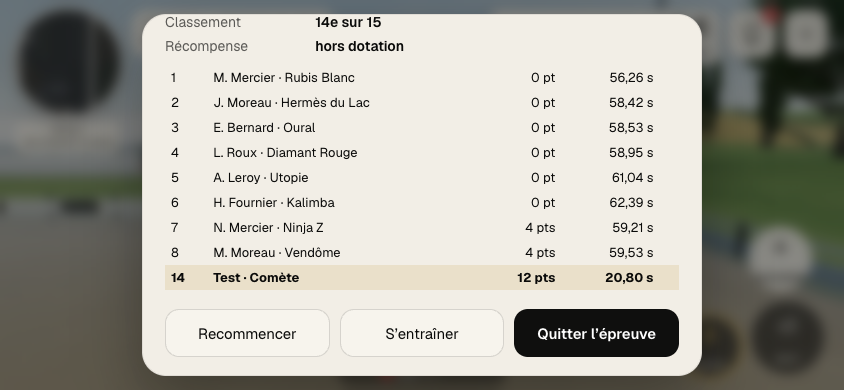 Classement 14e sur 15
Récompense hors dotation
1 M. Mercier · Rubis Blanc 0 pt 56,26 s
2 J. Moreau · Hermès du Lac 0 pt 58,42 s
3 E. Bernard · Oural 0 pt 58,53 s
4 L. Roux · Diamant Rouge 0 pt 58,95 s
5 A. Leroy · Utopie 0 pt 61,04 s
6 H. Fournier · Kalimba 0 pt 62,39 s
7 N. Mercier · Ninja Z 4 pts 59,21 s
8 M. Moreau · Vendôme 4 pts 59,53 s
14 Test · Comète 12 pts 20,80 s
Recommencer S’entraîner Quitter l’épreuve